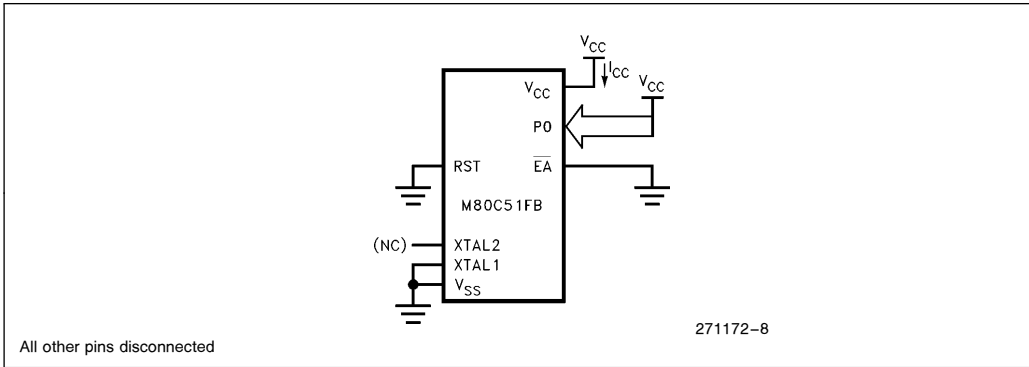 VCC
ICC
VCC
VCC
P0
RST
EA
M80C51FB
(NC)
XTAL2
XTAL1
VSS
271172–8
All other pins disconnected